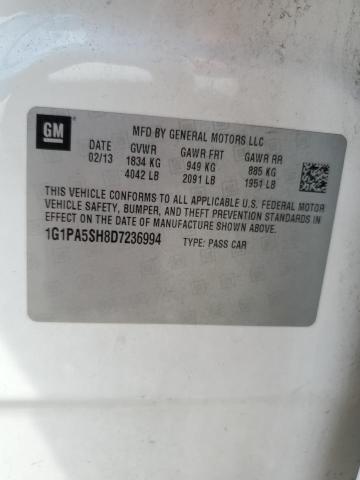 GM
MFD BY GENERAL MOTORS LLC
DATE GVWR GAWR FRT GAWR RR
02/13 1834 KG 949 KG 885 KG
4042 LB 2091 LB 1951 LB
THIS VEHICLE CONFORMS TO ALL APPLICABLE U.S. FEDERAL MOTOR
VEHICLE SAFETY, BUMPER, AND THEFT PREVENTION STANDARDS IN
EFFECT ON THE DATE OF MANUFACTURE SHOWN ABOVE.
1G1PA5SH8D7236994 TYPE: PASS CAR